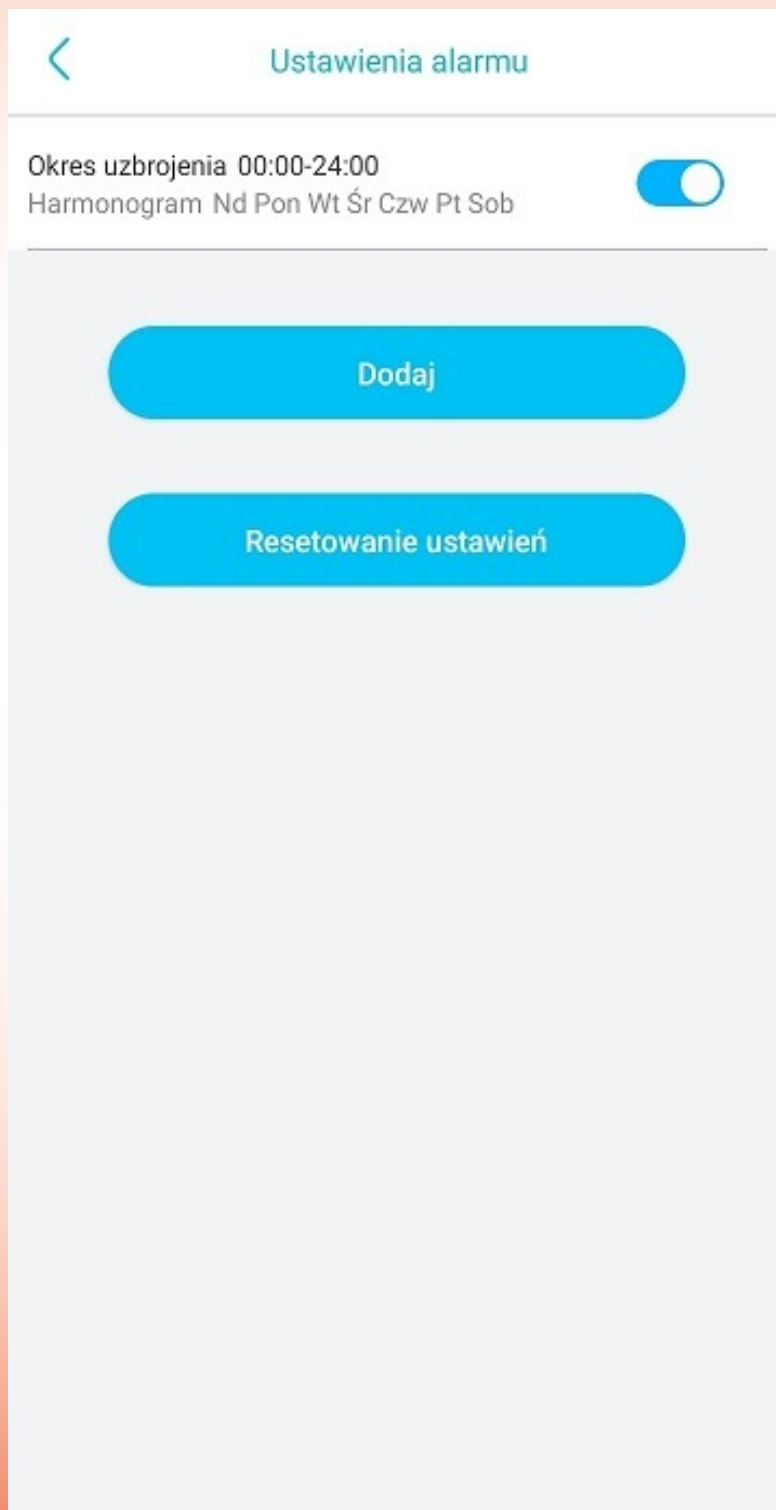 Ustawienia alarmu
Okres uzbrojenia 00:00-24:00
Harmonogram Nd Pon Wt Śr Czw Pt Sob
Dodaj
Resetowanie ustawień